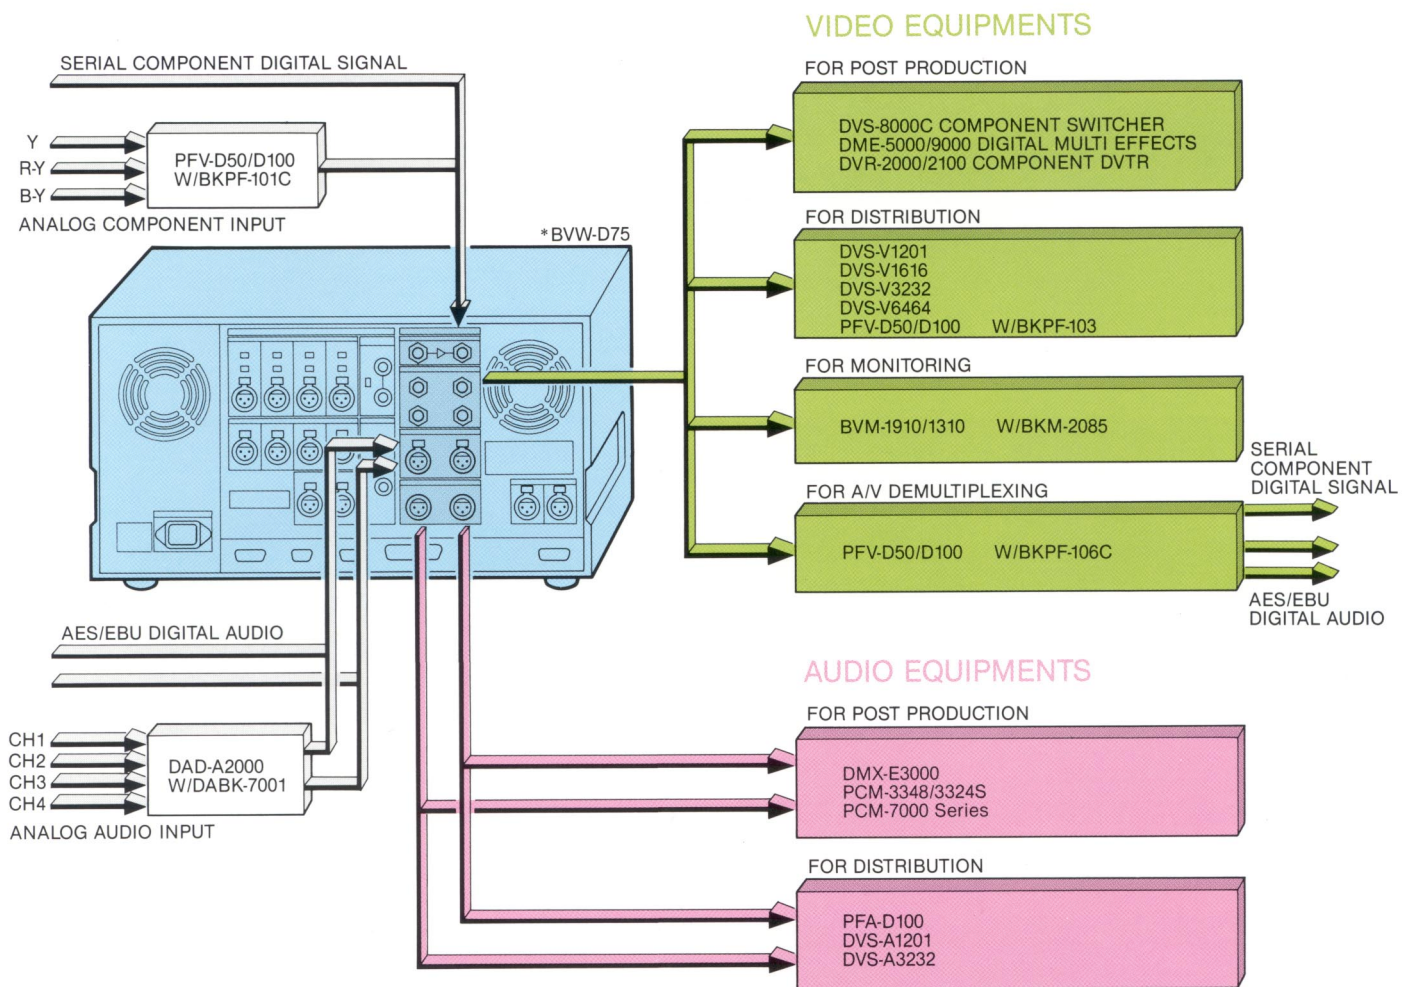 VIDEO EQUIPMENTS
SERIAL COMPONENT DIGITAL SIGNAL
Y
R-Y
B-Y
PFV-D50/D100
W/BKPF-101C
ANALOG COMPONENT INPUT
*BVW-D75
FOR POST PRODUCTION
DVS-8000C COMPONENT SWITCHER
DME-5000/9000 DIGITAL MULTI EFFECTS
DVR-2000/2100 COMPONENT DVTR
FOR DISTRIBUTION
DVS-V1201
DVS-V1616
DVS-V3232
DVS-V6464
PFV-D50/D100 W/BKPF-103
FOR MONITORING
BVM-1910/1310 W/BKM-2085
FOR A/V DEMULTIPLEXING
PFV-D50/D100 W/BKPF-106C
SERIAL
COMPONENT
DIGITAL SIGNAL
AES/EBU
DIGITAL AUDIO
AES/EBU DIGITAL AUDIO
CH1
CH2
CH3
CH4
DAD-A2000
W/DABK-7001
ANALOG AUDIO INPUT
AUDIO EQUIPMENTS
FOR POST PRODUCTION
DMX-E3000
PCM-3348/3324S
PCM-7000 Series
FOR DISTRIBUTION
PFA-D100
DVS-A1201
DVS-A3232